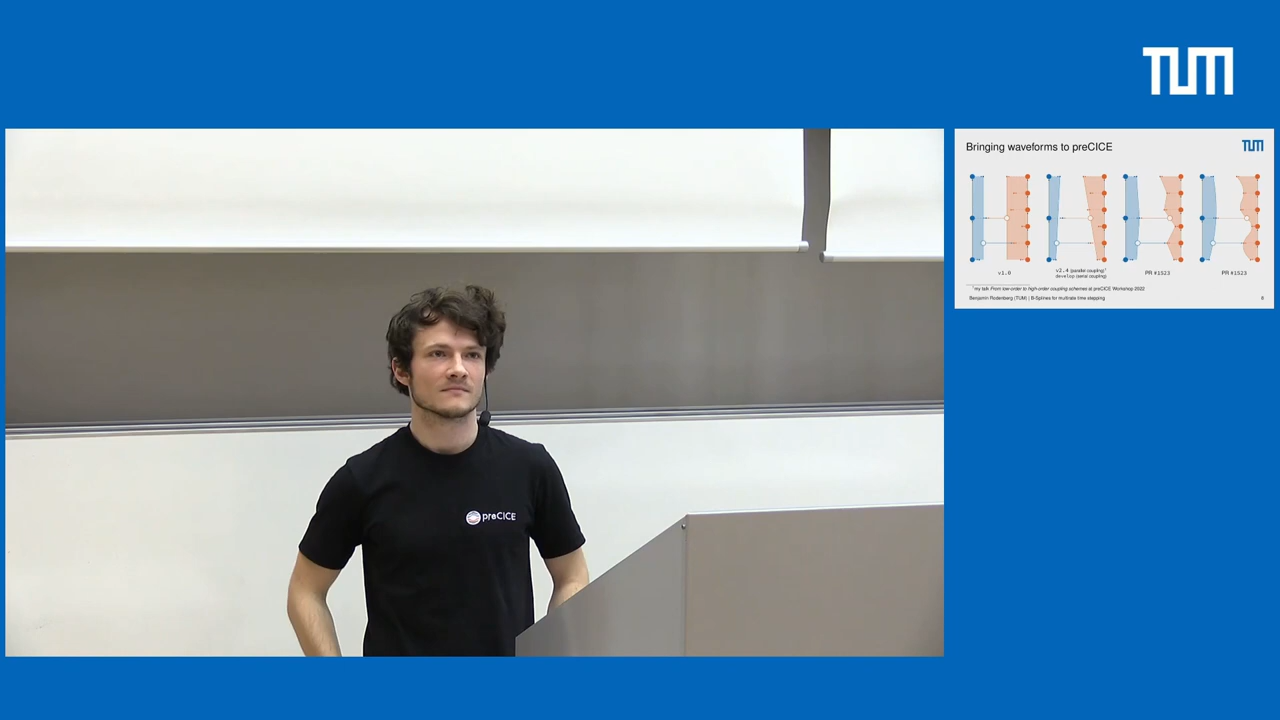 TUM
Bringing waveforms to preCICE
TUM
v1.0
v2.4 (parallel coupling)¹
develop (serial coupling)
PR #1523
PR #1523
¹my talk From low-order to high-order coupling schemes at preCICE Workshop 2022
Benjamin Rodenberg (TUM) | B-Splines for multirate time stepping
preCICE